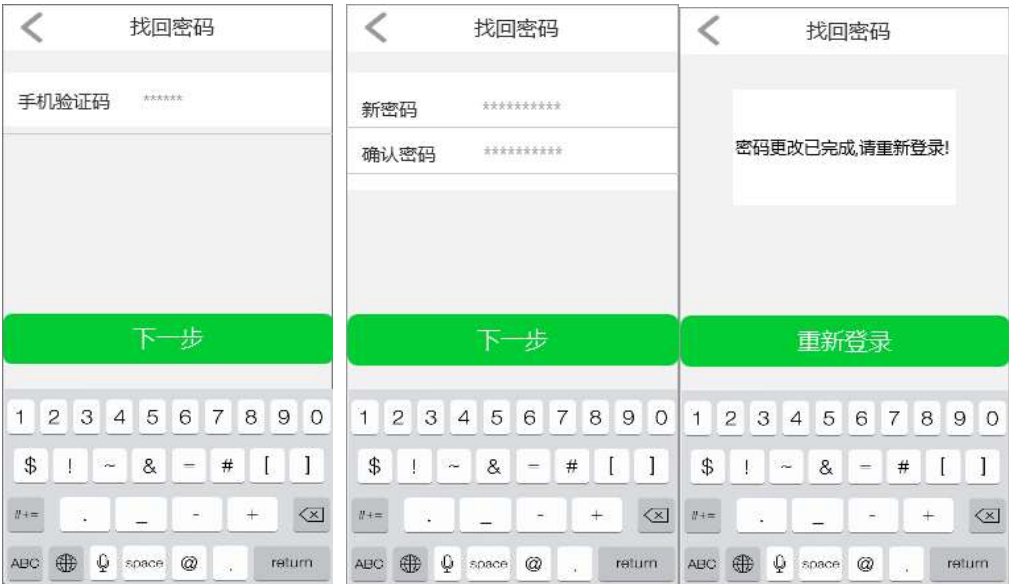 找回密码
手机验证码 ******
下一步
1 2 3 4 5 6 7 8 9 0
$ ! ~ & = # [ ]
#+= . _ - +
ABC space @ . return
找回密码
新密码 **********
确认密码 **********
下一步
1 2 3 4 5 6 7 8 9 0
$ ! ~ & = # [ ]
#+= . _ - +
ABC space @ . return
找回密码
密码更改已完成,请重新登录!
重新登录
1 2 3 4 5 6 7 8 9 0
$ ! ~ & = # [ ]
#+= . _ - +
ABC space @ . return